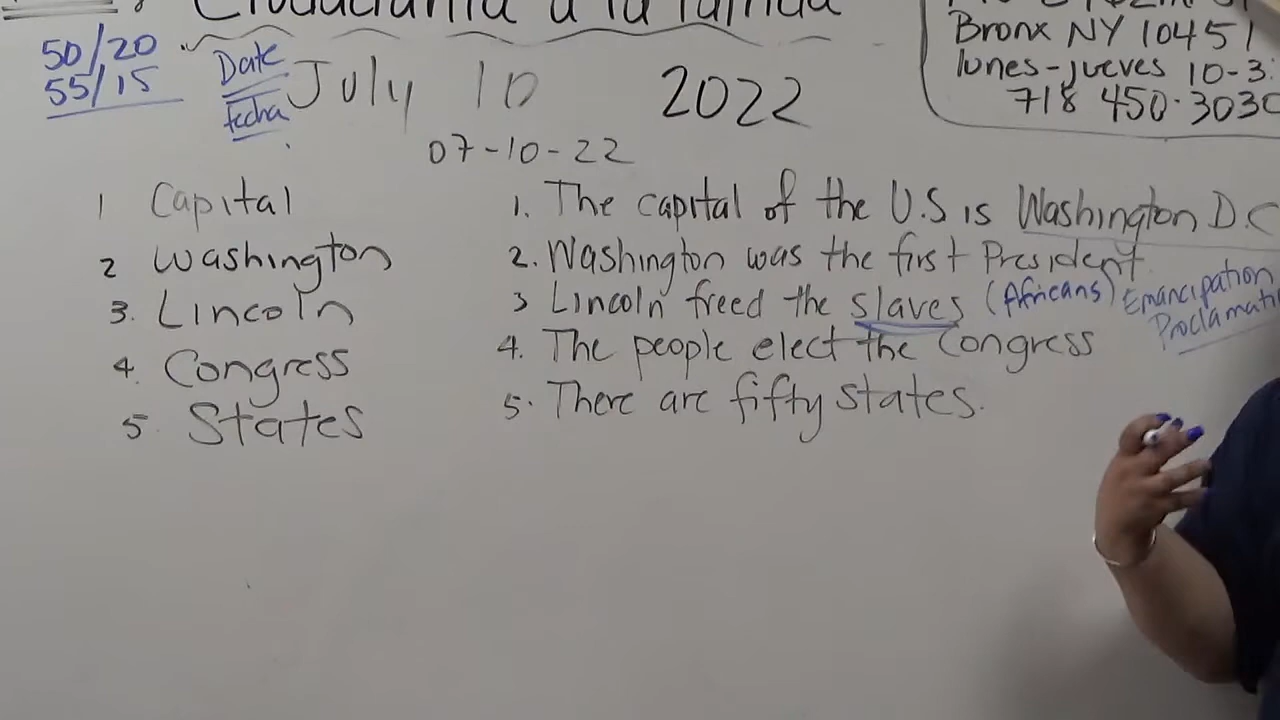 Ciudadania a la
50/20
55/15
Date
Fecha
July 10 2022
07-10-22
Bronx NY 10451
lunes-jueves 10-3:
718 450-3030
1 Capital
2 Washington
3. Lincoln
4. Congress
5 States
1. The capital of the U.S is Washington D.C
2. Washington was the first President.
3 Lincoln freed the slaves (Africans) Emancipation
Proclamati
4. The people elect the Congress
5. There are fifty states.